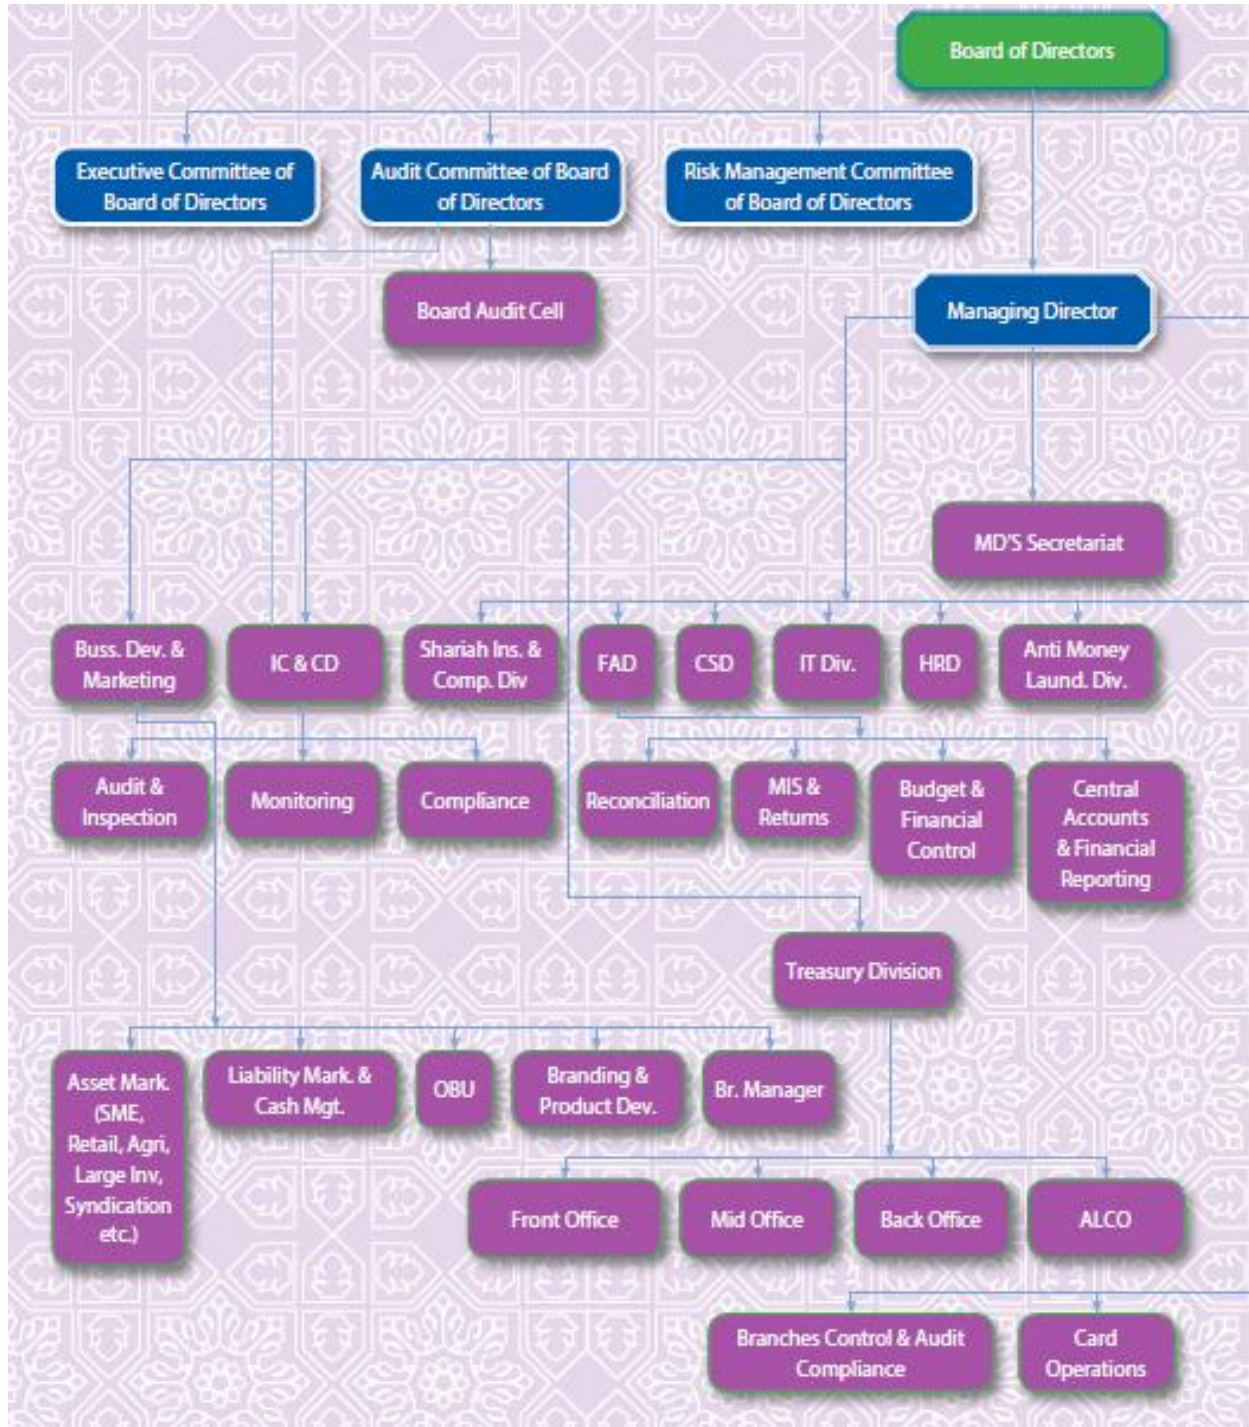 Board of Directors
Executive Committee of
Board of Directors
Audit Committee of Board
of Directors
Risk Management Committee
of Board of Directors
Board Audit Cell
Managing Director
MD'S Secretariat
Buss. Dev. &
Marketing
IC & CD
Shariah Ins. &
Comp. Div
FAD
CSD
IT Div.
HRD
Anti Money
Laund. Div.
Audit &
Inspection
Monitoring
Compliance
Reconciliation
MIS &
Returns
Budget &
Financial
Control
Central
Accounts
& Financial
Reporting
Treasury Division
Asset Mark.
(SME,
Retail, Agri,
Large Inv,
Syndication
etc.)
Liability Mark. &
Cash Mgt.
OBU
Branding &
Product Dev.
Br. Manager
Front Office
Mid Office
Back Office
ALCO
Branches Control & Audit
Compliance
Card
Operations